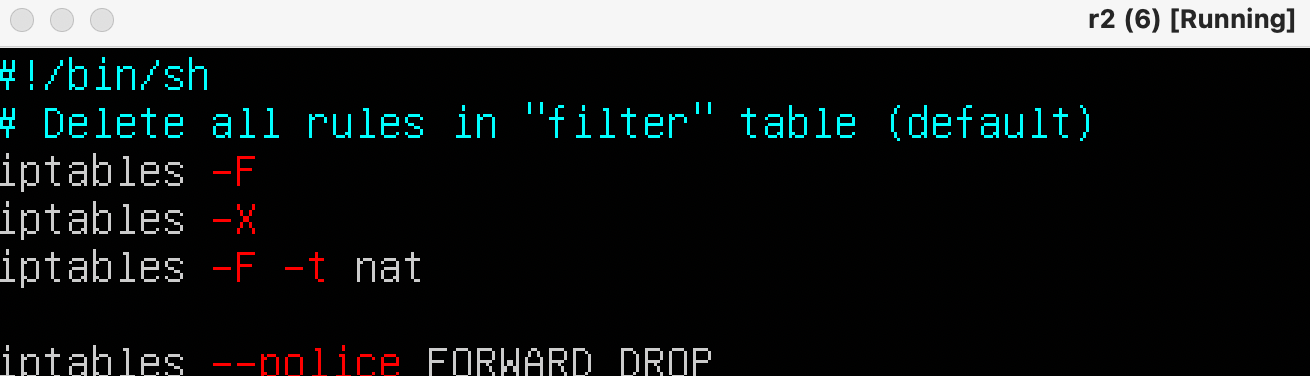 r2 (6) [Running]
#!/bin/sh
# Delete all rules in "filter" table (default)
iptables -F
iptables -X
iptables -F -t nat
iptables --police FORWARD DROP